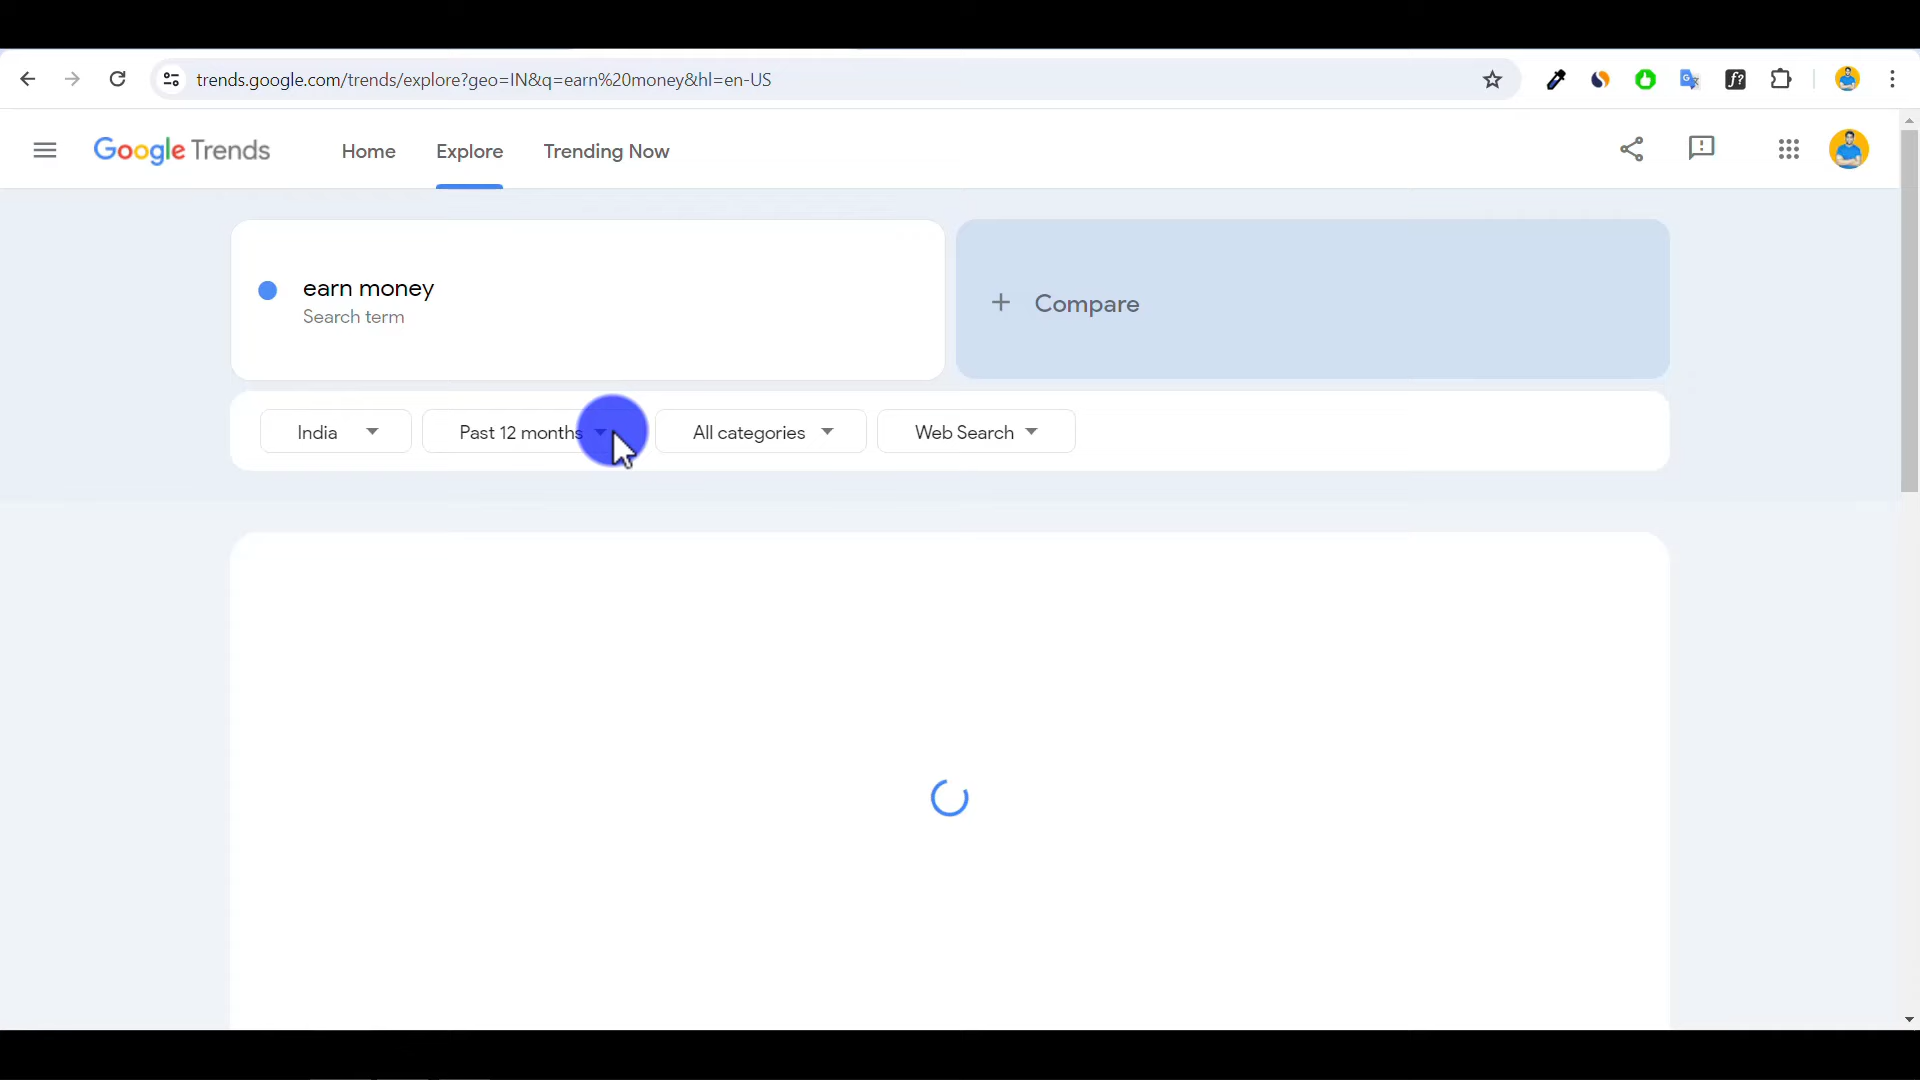 trends.google.com/trends/explore?geo=IN&q=earn%20money&hl=en-US
Google Trends
Home
Explore
Trending Now
earn money
Search term
+ Compare
India
Past 12 months
All categories
Web Search